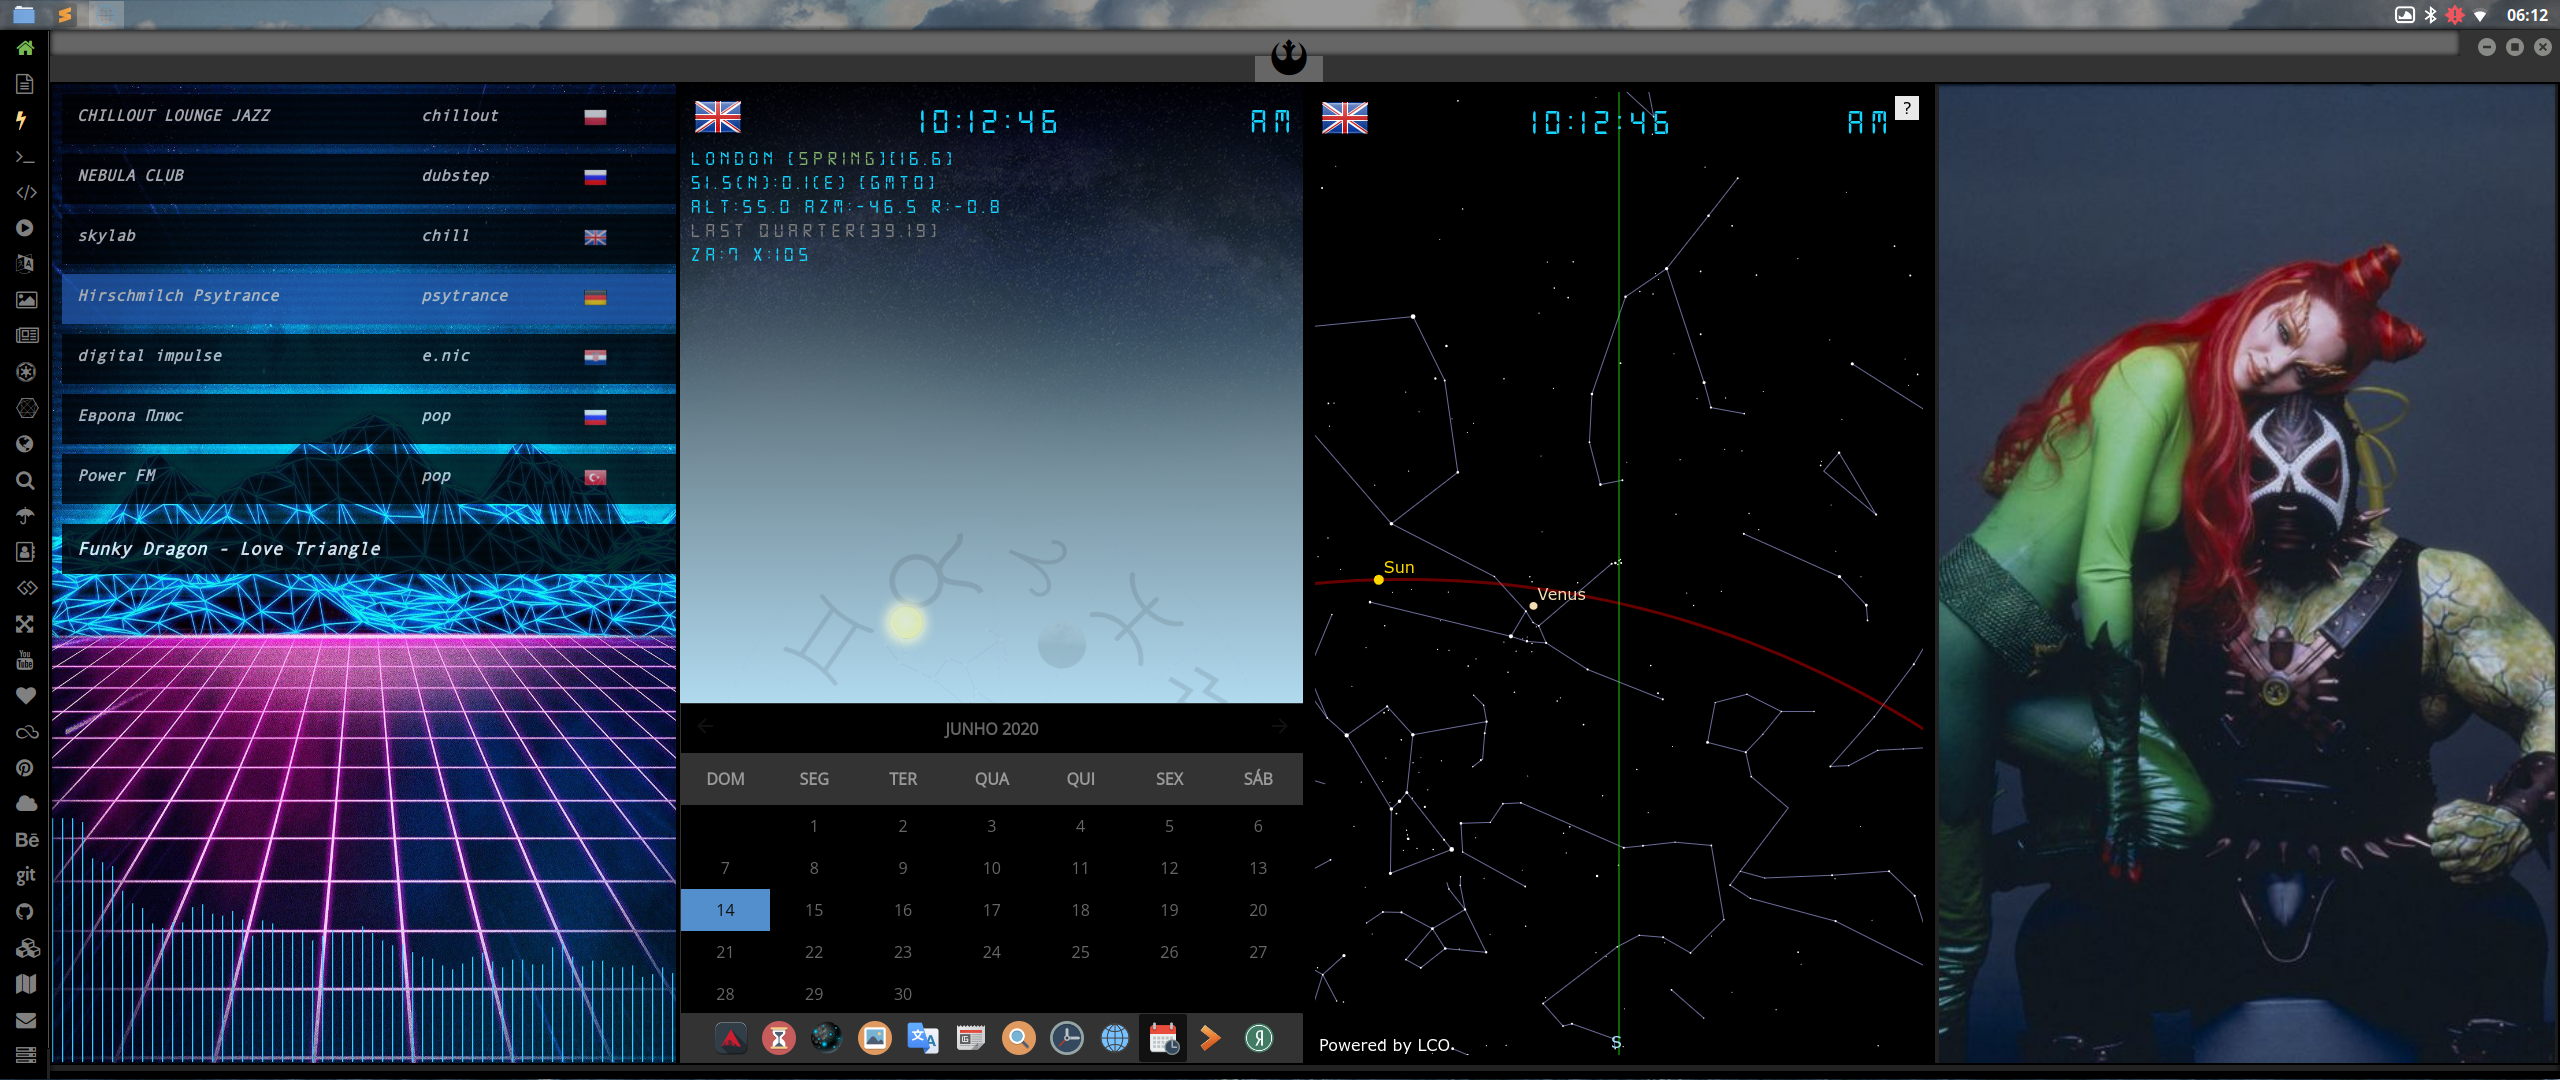 06:12
CHILLOUT LOUNGE JAZZ chillout
NEBULA CLUB dubstep
skylab chill
Hirschmilch Psytrance psytrance
digital impulse e.nic
Европа Плюс pop
Power FM pop
Funky Dragon - Love Triangle
You
Tube
Bē
git
10:12:46 AM
LONDON [SPRING][16.6]
51.5(N):0.1(E) [GMT0]
ALT:55.0 AZM:-46.5 R:-0.8
LAST QUARTER[39.19]
ZA:7 X:105
JUNHO 2020
DOM SEG TER QUA QUI SEX SÁB
1 2 3 4 5 6
7 8 9 10 11 12 13
14 15 16 17 18 19 20
21 22 23 24 25 26 27
28 29 30
10:12:46 AM ?
Sun
Venus
S
Powered by LCO.